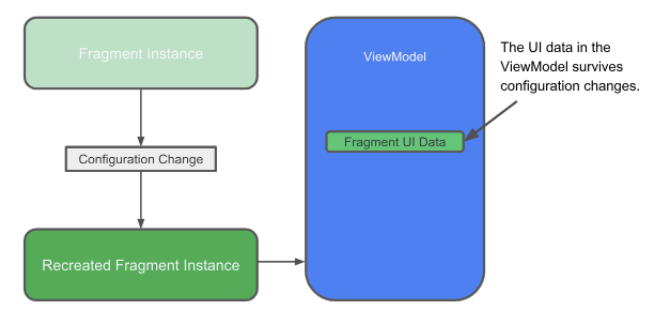 Fragment Instance
Configuration Change
Recreated Fragment Instance
ViewModel
Fragment UI Data
The UI data in the
ViewModel survives
configuration changes.